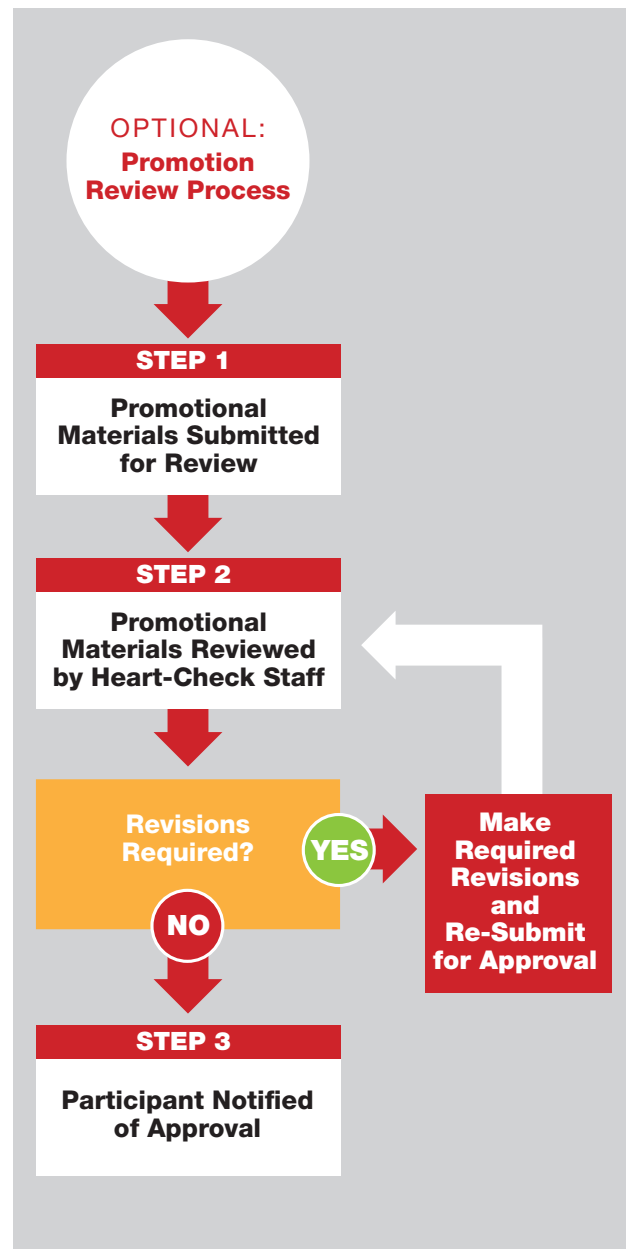 OPTIONAL:
Promotion
Review Process
STEP 1
Promotional
Materials Submitted
for Review
STEP 2
Promotional
Materials Reviewed
by Heart-Check Staff
Revisions
Required?
YES
Make
Required
Revisions
and
Re-Submit
for Approval
NO
STEP 3
Participant Notified
of Approval